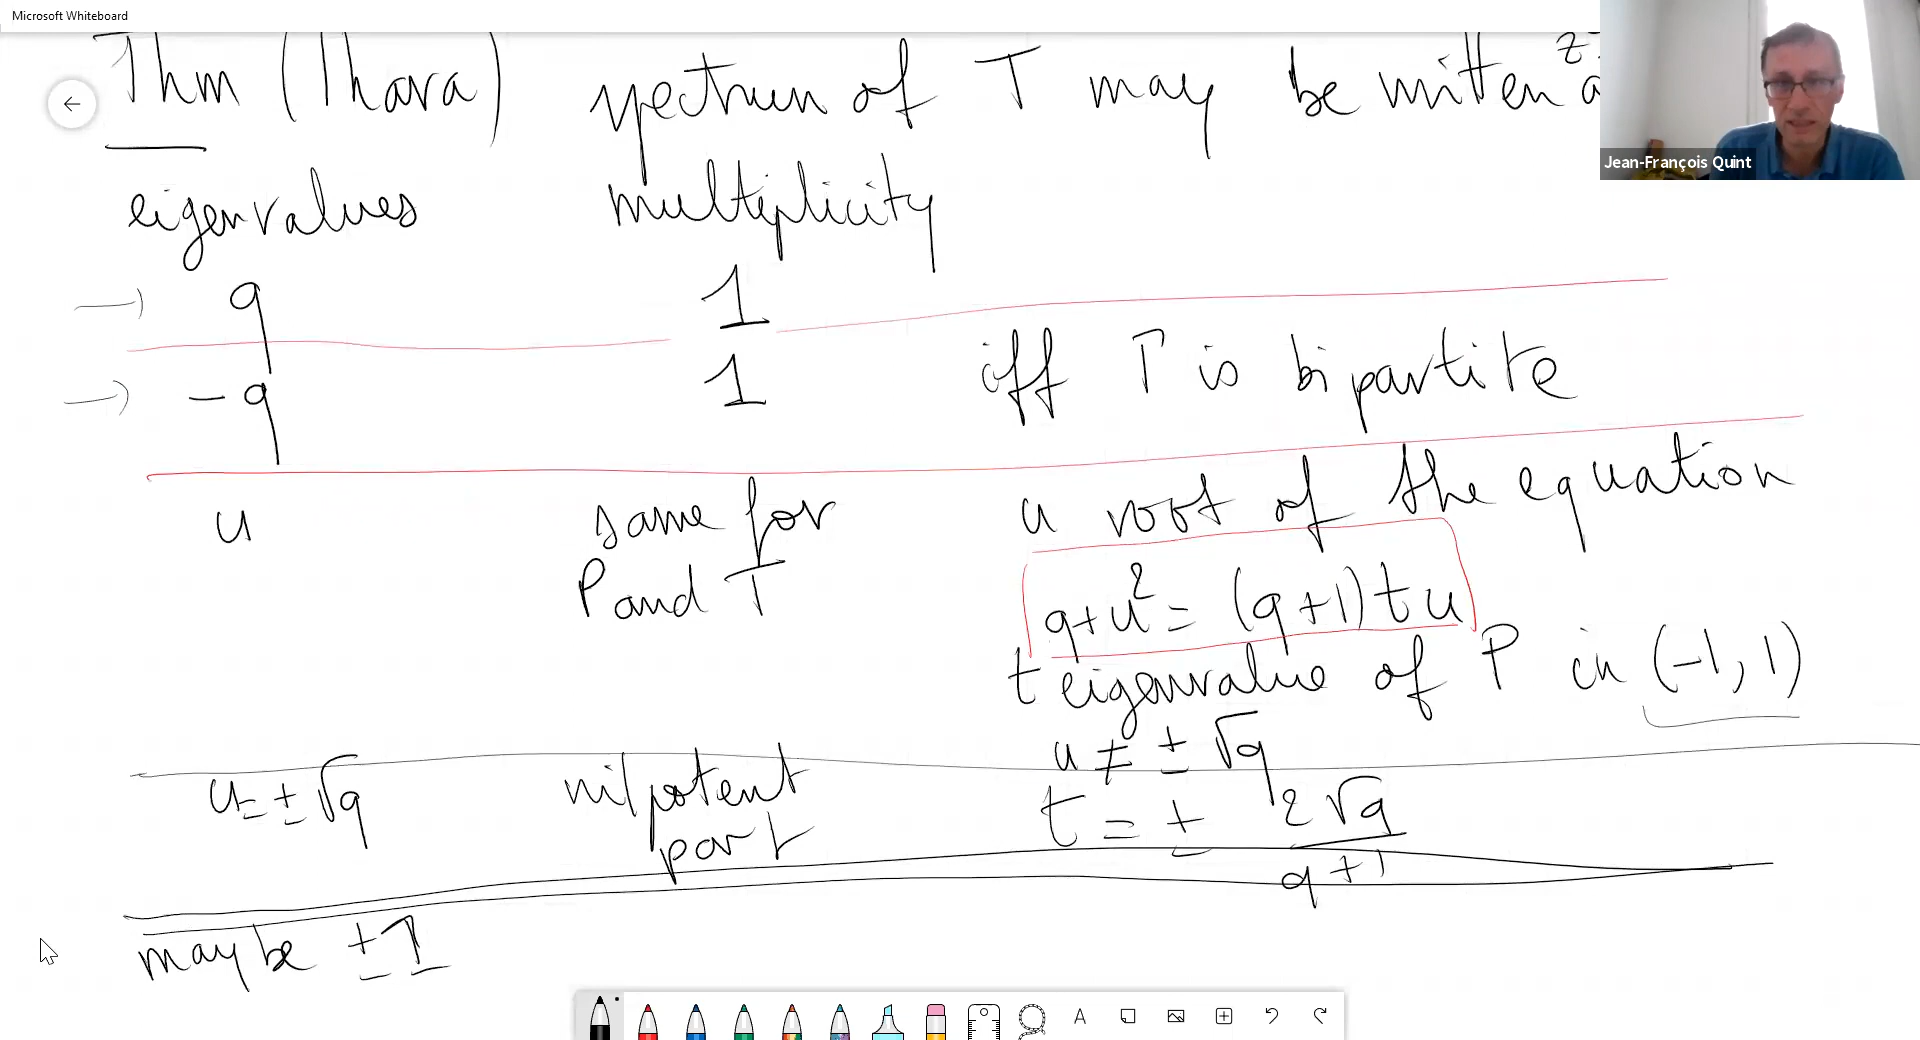 Microsoft Whiteboard
Thm (Ihara) spectrum of T may be written
Jean-François Quint
eigenvalues multiplicity
→ q 1
→ -q 1 iff Γ is bipartite
u same for P and T u root of the equation
q+u² = (q+1)tu
t eigenvalue of P in (-1, 1)
u ≠ ± √q
u = ± √q nilpotent part t = ± 2√q / q+1
maybe ± 1
A